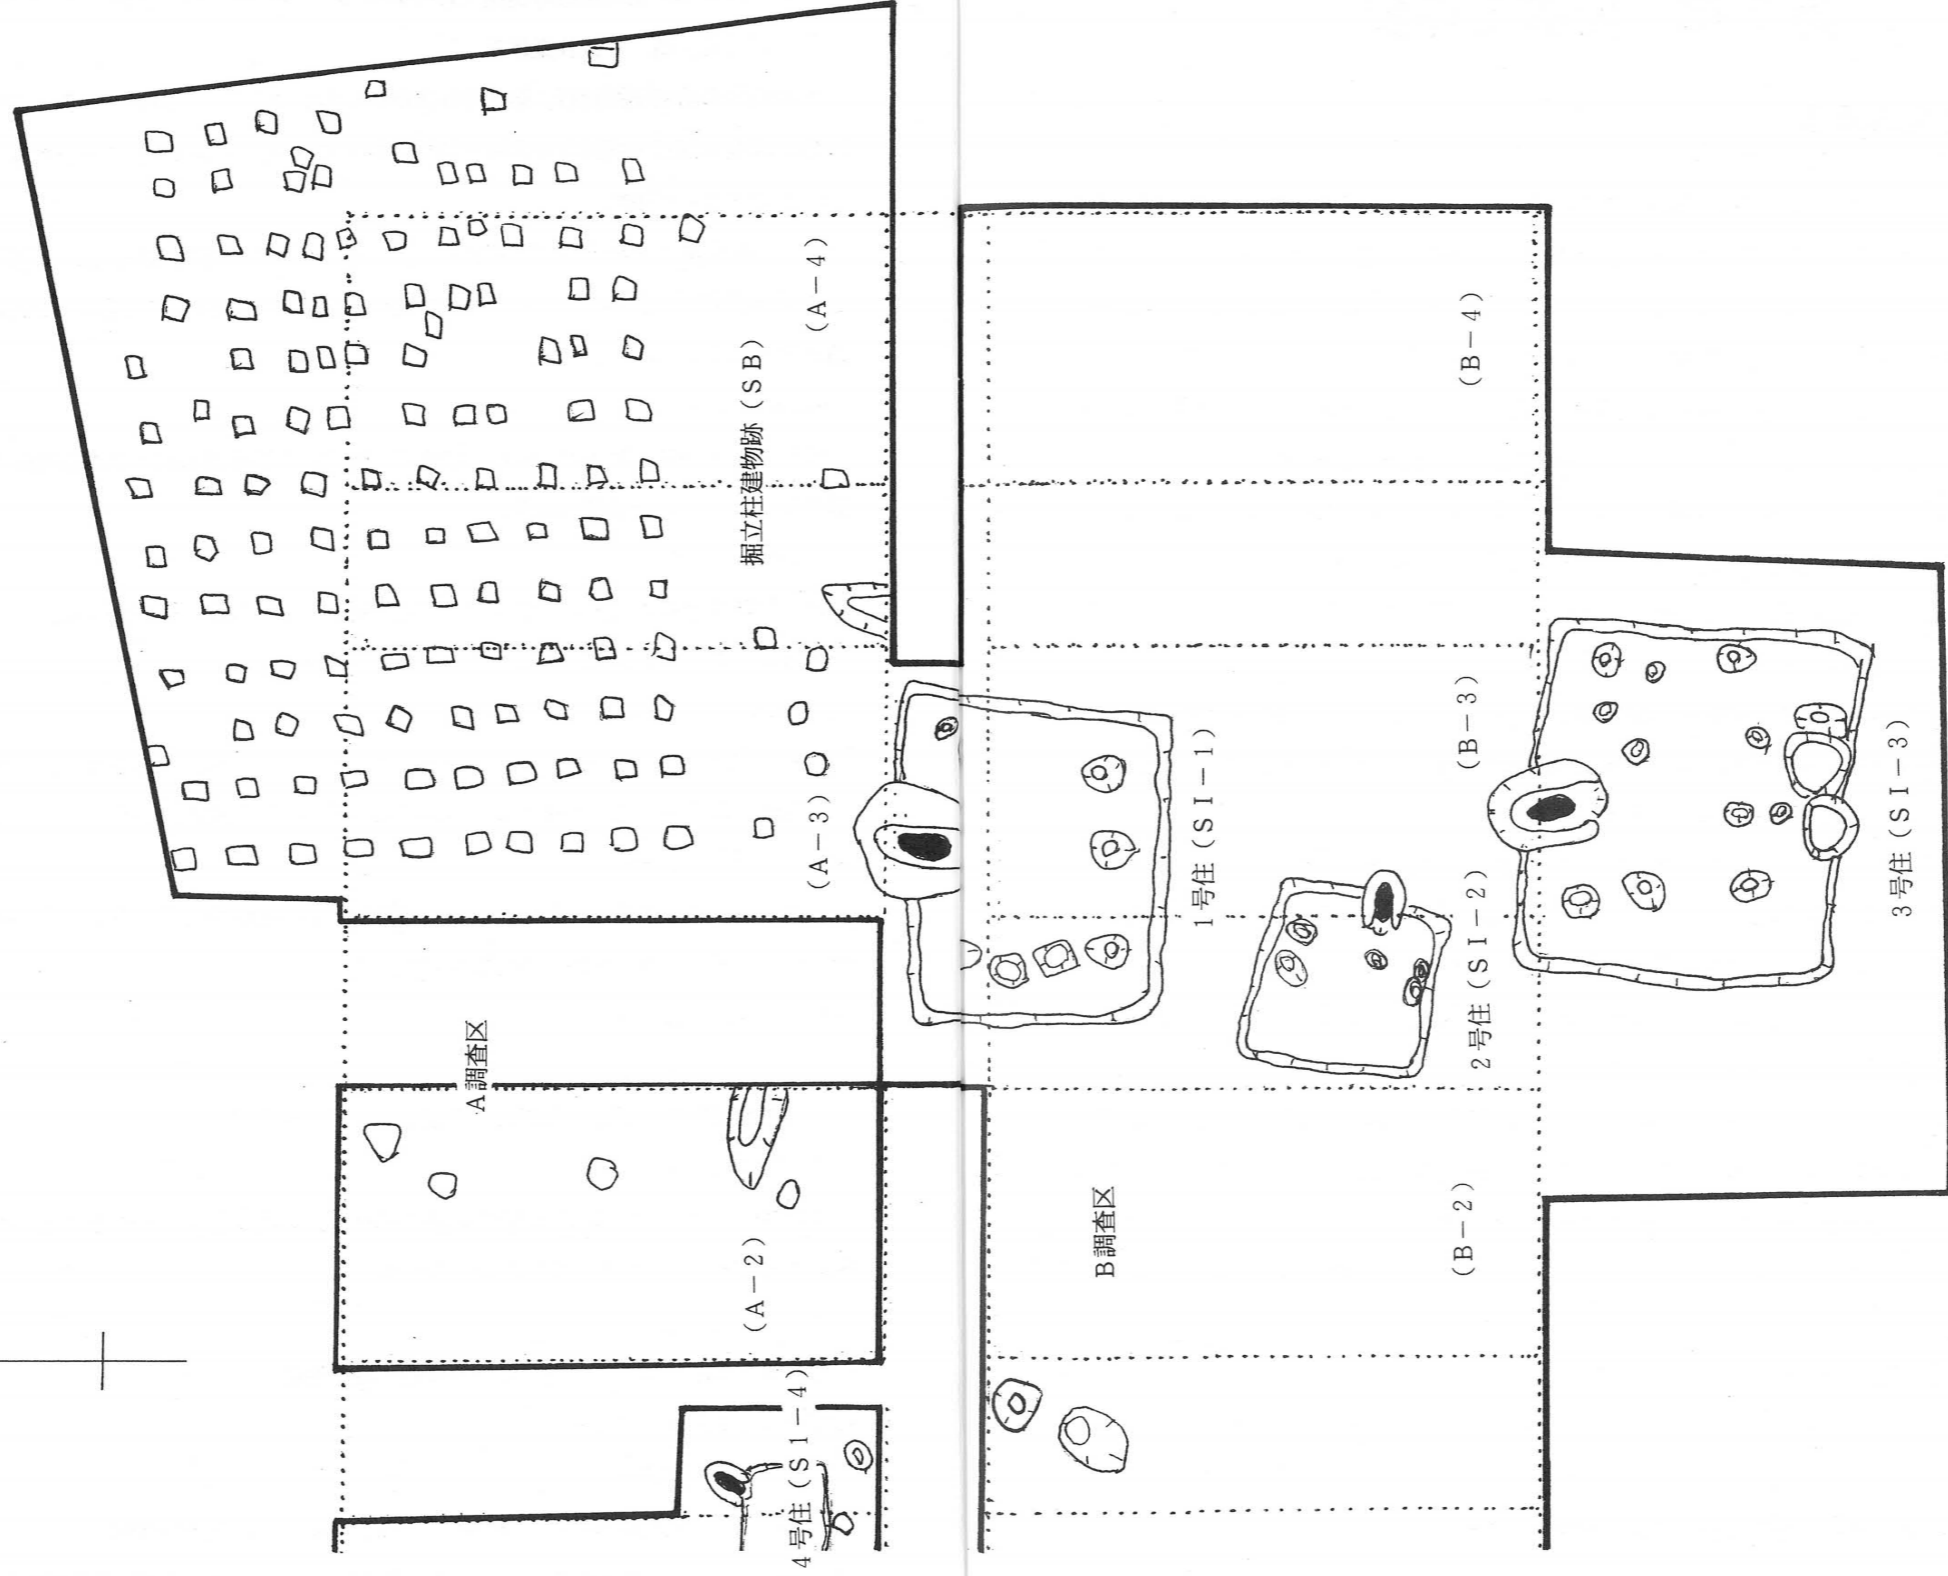 (A-4)
掘立柱建物跡(SB)
(A-3)
A調査区
(A-2)
4号住(S1-4)
(B-4)
(B-3)
1号住(SI-1)
2号住(SI-2)
3号住(SI-3)
B調査区
(B-2)